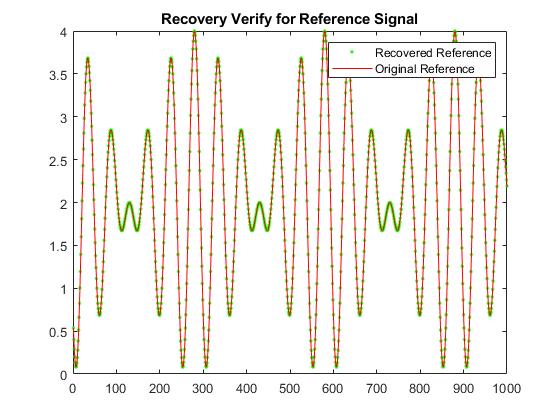 Recovery Verify for Reference Signal
4
3.5
3
2.5
2
1.5
1
0.5
0
Recovered Reference
Original Reference
0 100 200 300 400 500 600 700 800 900 1000